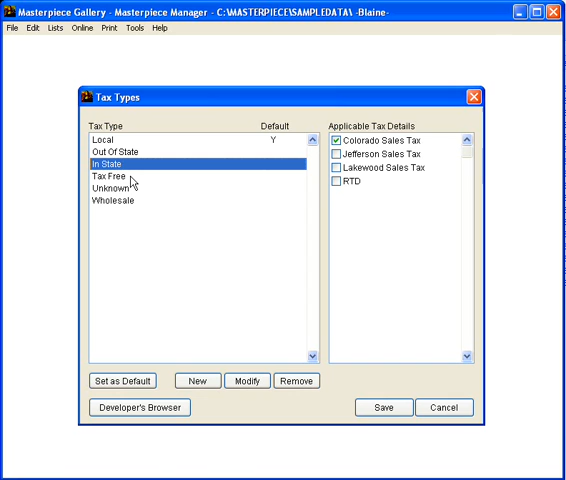 Masterpiece Gallery - Masterpiece Manager - C:\MASTERPIECE\SAMPLEDATA\ -Blaine-
File Edit Lists Online Print Tools Help
Tax Types
Tax Type Default Applicable Tax Details
Local Y Colorado Sales Tax
Out Of State Jefferson Sales Tax
In State Lakewood Sales Tax
Tax Free RTD
Unknown
Wholesale
Set as Default New Modify Remove
Developer's Browser Save Cancel